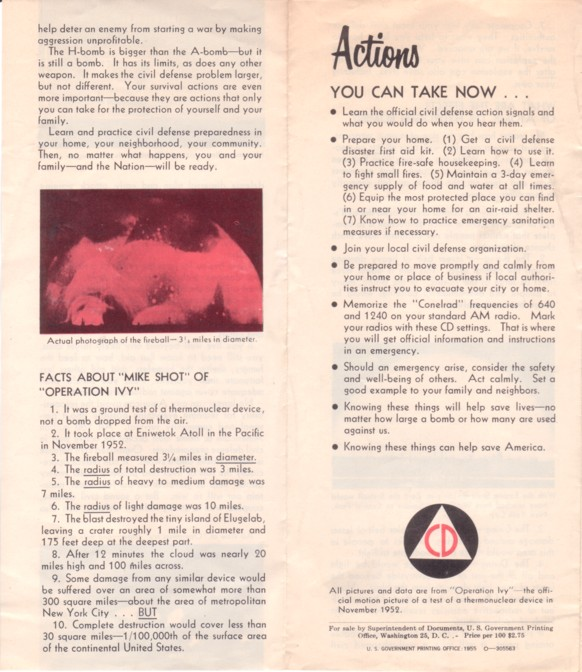 help deter an enemy from starting a war by making
aggression unprofitable.
The H-bomb is bigger than the A-bomb—but it
is still a bomb. It has its limits, as does any other
weapon. It makes the civil defense problem larger,
but not different. Your survival actions are even
more important—because they are actions that only
you can take for the protection of yourself and your
family.
Learn and practice civil defense preparedness in
your home, your neighborhood, your community.
Then, no matter what happens, you and your
family—and the Nation—will be ready.
Actual photograph of the fireball—3¼ miles in diameter.
FACTS ABOUT "MIKE SHOT" OF
"OPERATION IVY"
1. It was a ground test of a thermonuclear device,
not a bomb dropped from the air.
2. It took place at Eniwetok Atoll in the Pacific
in November 1952.
3. The fireball measured 3¼ miles in diameter.
4. The radius of total destruction was 3 miles.
5. The radius of heavy to medium damage was
7 miles.
6. The radius of light damage was 10 miles.
7. The blast destroyed the tiny island of Elugelab,
leaving a crater roughly 1 mile in diameter and
175 feet deep at the deepest part.
8. After 12 minutes the cloud was nearly 20
miles high and 100 miles across.
9. Some damage from any similar device would
be suffered over an area of somewhat more than
300 square miles—about the area of metropolitan
New York City . . . BUT
10. Complete destruction would cover less than
30 square miles—1/100,000th of the surface area
of the continental United States.
Actions
YOU CAN TAKE NOW . . .
● Learn the official civil defense action signals and
what you would do when you hear them.
● Prepare your home. (1) Get a civil defense
disaster first aid kit. (2) Learn how to use it.
(3) Practice fire-safe housekeeping. (4) Learn
to fight small fires. (5) Maintain a 3-day emer-
gency supply of food and water at all times.
(6) Equip the most protected place you can find
in or near your home for an air-raid shelter.
(7) Know how to practice emergency sanitation
measures if necessary.
● Join your local civil defense organization.
● Be prepared to move promptly and calmly from
your home or place of business if local authori-
ties instruct you to evacuate your city or home.
● Memorize the "Conelrad" frequencies of 640
and 1240 on your standard AM radio. Mark
your radios with these CD settings. That is where
you will get official information and instructions
in an emergency.
● Should an emergency arise, consider the safety
and well-being of others. Act calmly. Set a
good example to your family and neighbors.
● Knowing these things will help save lives—no
matter how large a bomb or how many are used
against us.
● Knowing these things can help save America.
CD
All pictures and data are from "Operation Ivy"—the offi-
cial motion picture of a test of a thermonuclear device in
November 1952.
For sale by Superintendent of Documents, U. S. Government Printing
Office, Washington 25, D. C. - Price per 100 $2.75
U. S. GOVERNMENT PRINTING OFFICE 1955 O—305563